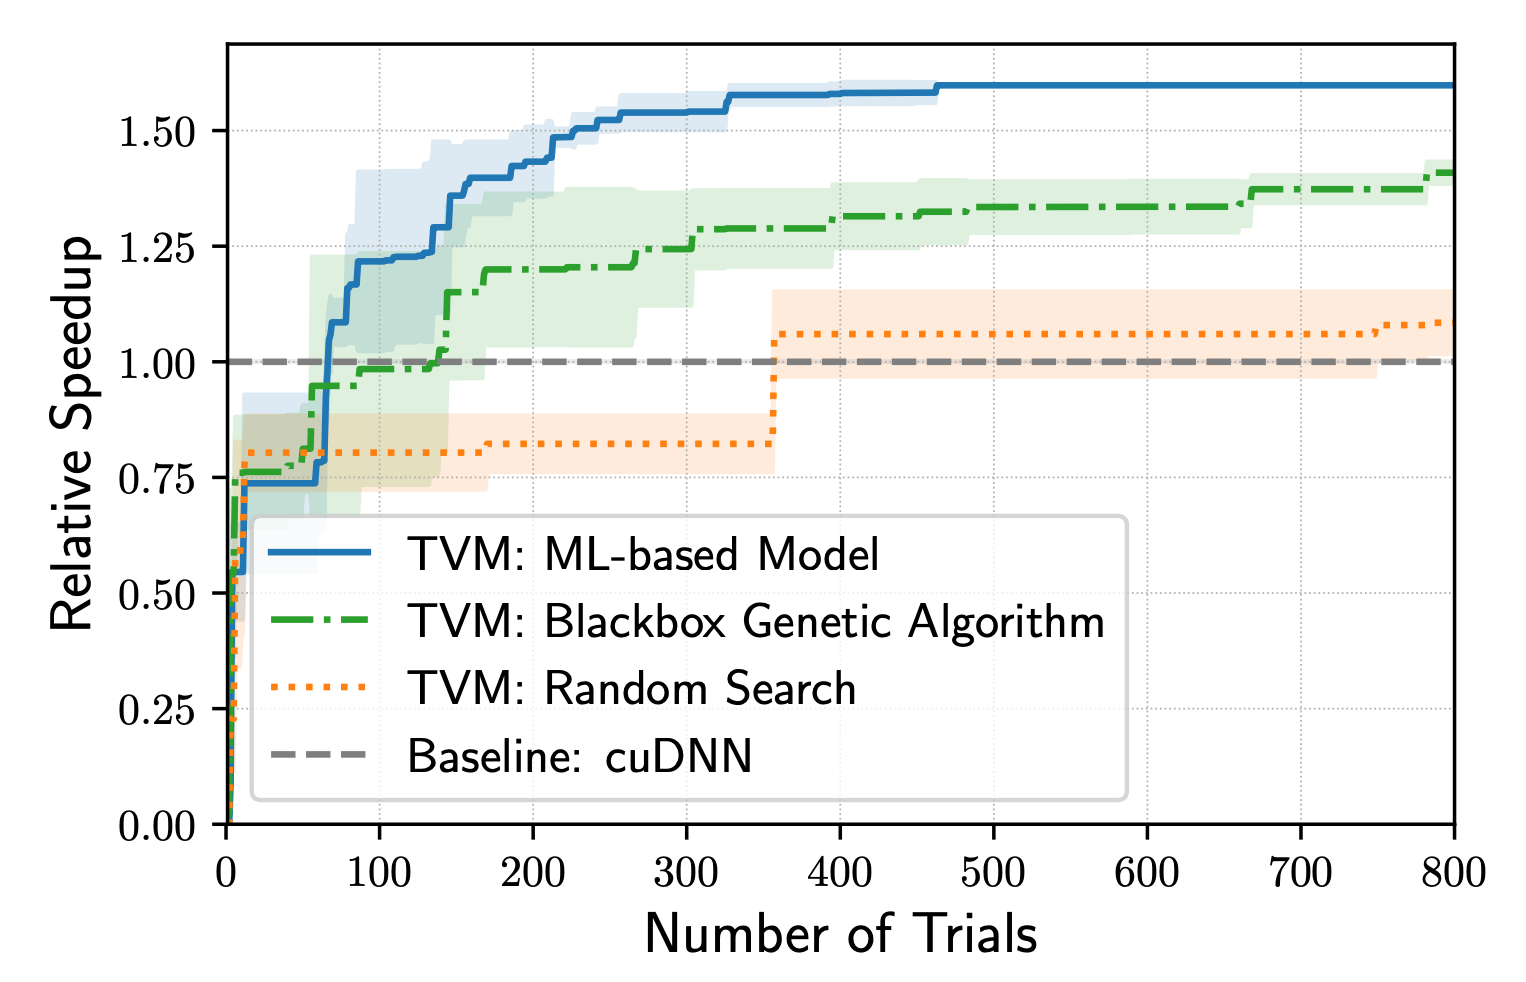 1.50
1.25
1.00
0.75
0.50
0.25
0.00
Relative Speedup
TVM: ML-based Model
TVM: Blackbox Genetic Algorithm
TVM: Random Search
Baseline: cuDNN
0 100 200 300 400 500 600 700 800
Number of Trials